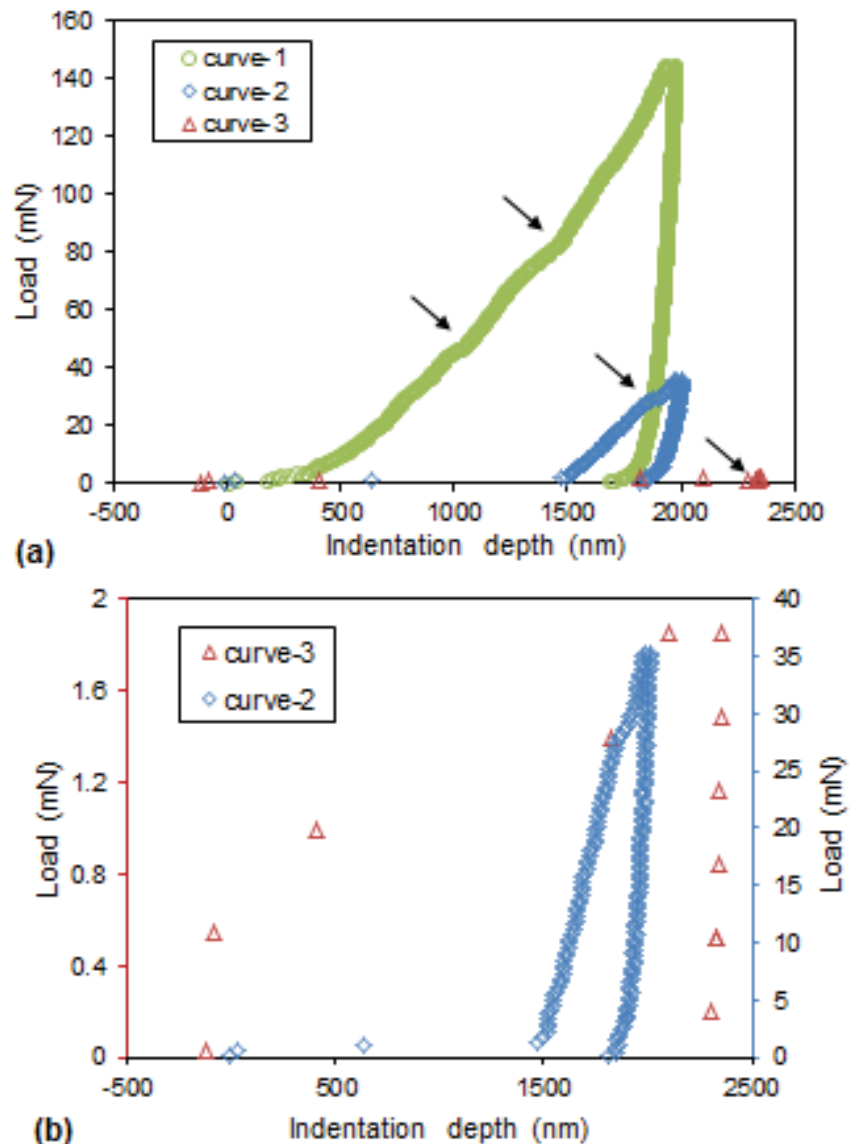 160
140
120
100
80
60
40
20
0
Load (mN)
curve-1
curve-2
curve-3
-500 0 500 1000 1500 2000 2500
Indentation depth (nm)
(a)
2
1.6
1.2
0.8
0.4
0
Load (mN)
curve-3
curve-2
40
35
30
25
20
15
10
5
0
Load (mN)
-500 500 1500 2500
Indentation depth (nm)
(b)